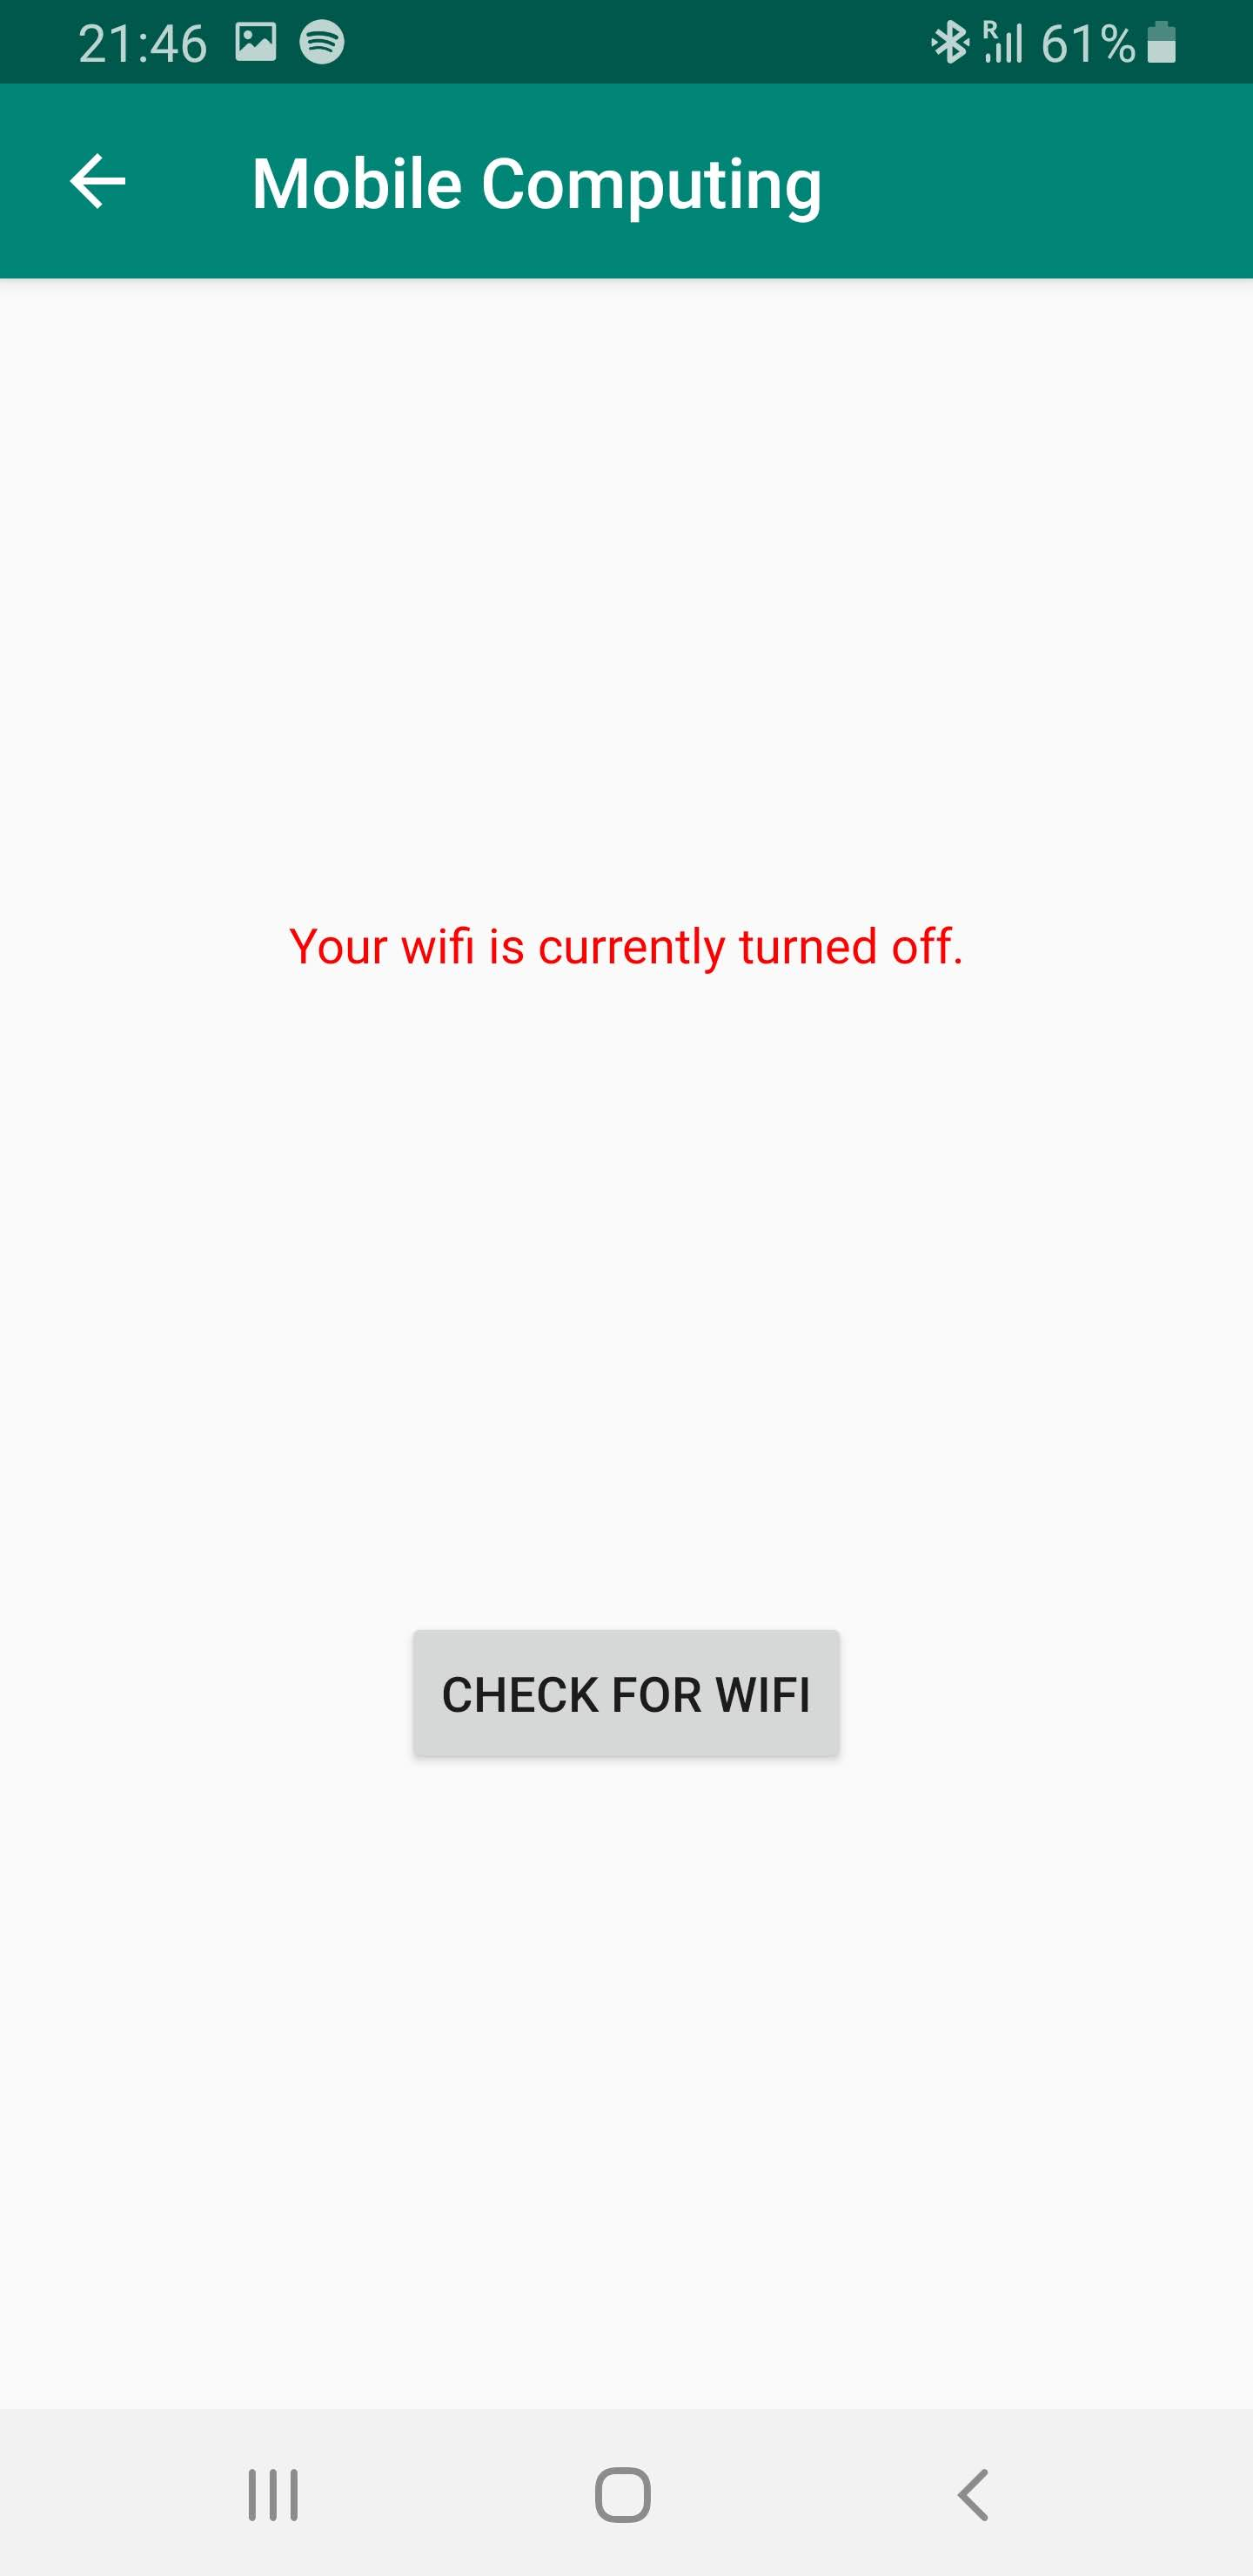 21:46 R 61%
Mobile Computing
Your wifi is currently turned off.
CHECK FOR WIFI